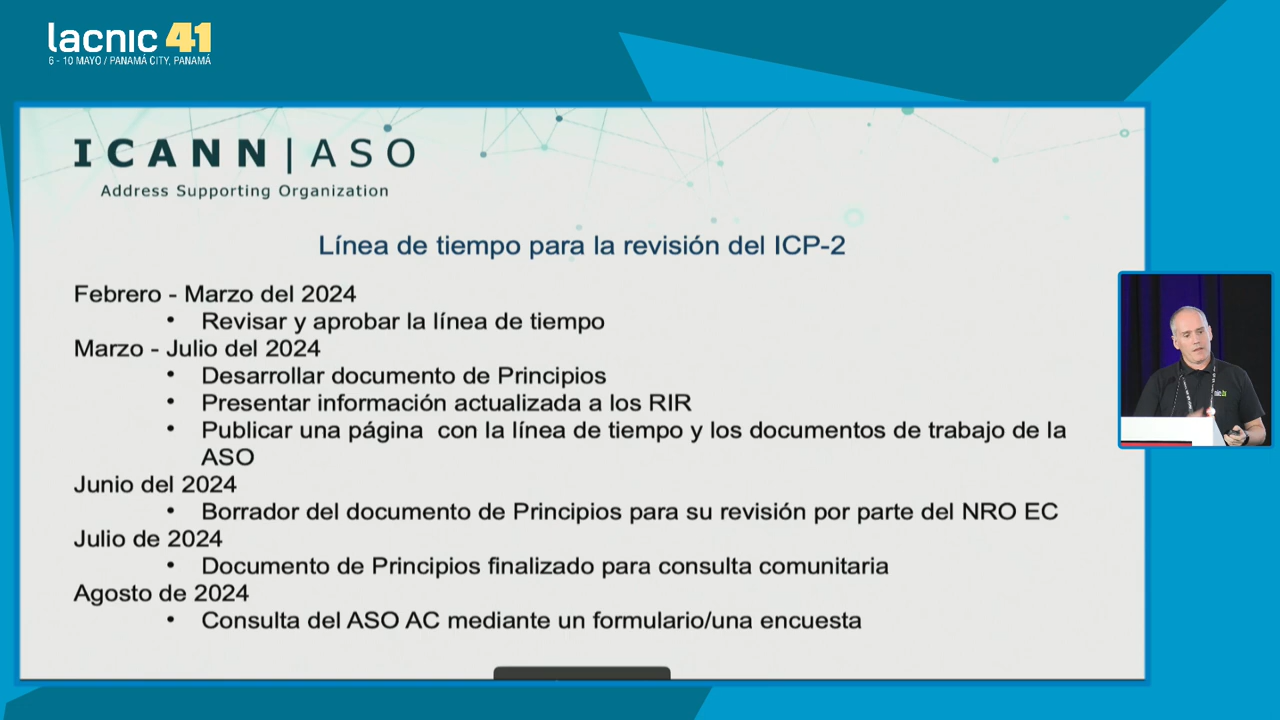 lacnic 41
6 - 10 MAYO / PANAMÁ CITY, PANAMÁ
ICANN | ASO
Address Supporting Organization
Línea de tiempo para la revisión del ICP-2
Febrero - Marzo del 2024
• Revisar y aprobar la línea de tiempo
Marzo - Julio del 2024
• Desarrollar documento de Principios
• Presentar información actualizada a los RIR
• Publicar una página con la línea de tiempo y los documentos de trabajo de la
ASO
Junio del 2024
• Borrador del documento de Principios para su revisión por parte del NRO EC
Julio de 2024
• Documento de Principios finalizado para consulta comunitaria
Agosto de 2024
• Consulta del ASO AC mediante un formulario/una encuesta